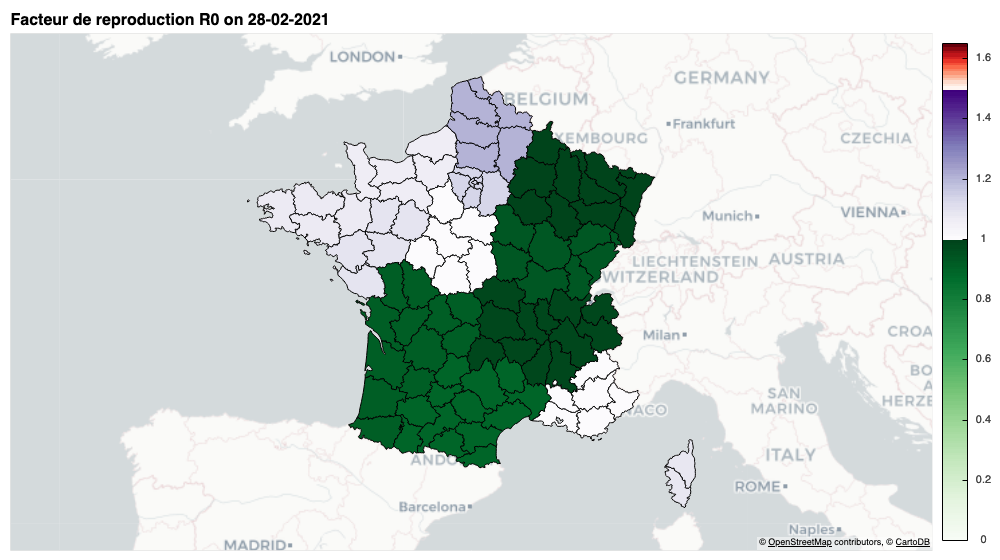 Facteur de reproduction R0 on 28-02-2021
LONDON
GERMANY
BELGIUM
XEMBOURG
Frankfurt
CZECHIA
Munich
VIENNA
LIECHTENSTEIN
AUSTRIA
WITZERLAND
Milan
CROA
BO
A
HERZE
SAN
MARINO
ACO
ITALY
ANDO
ROME
Barcelona
Naples
MADRID
© OpenStreetMap contributors, © CartoDB
1.6
1.4
1.2
1
0.8
0.6
0.4
0.2
0